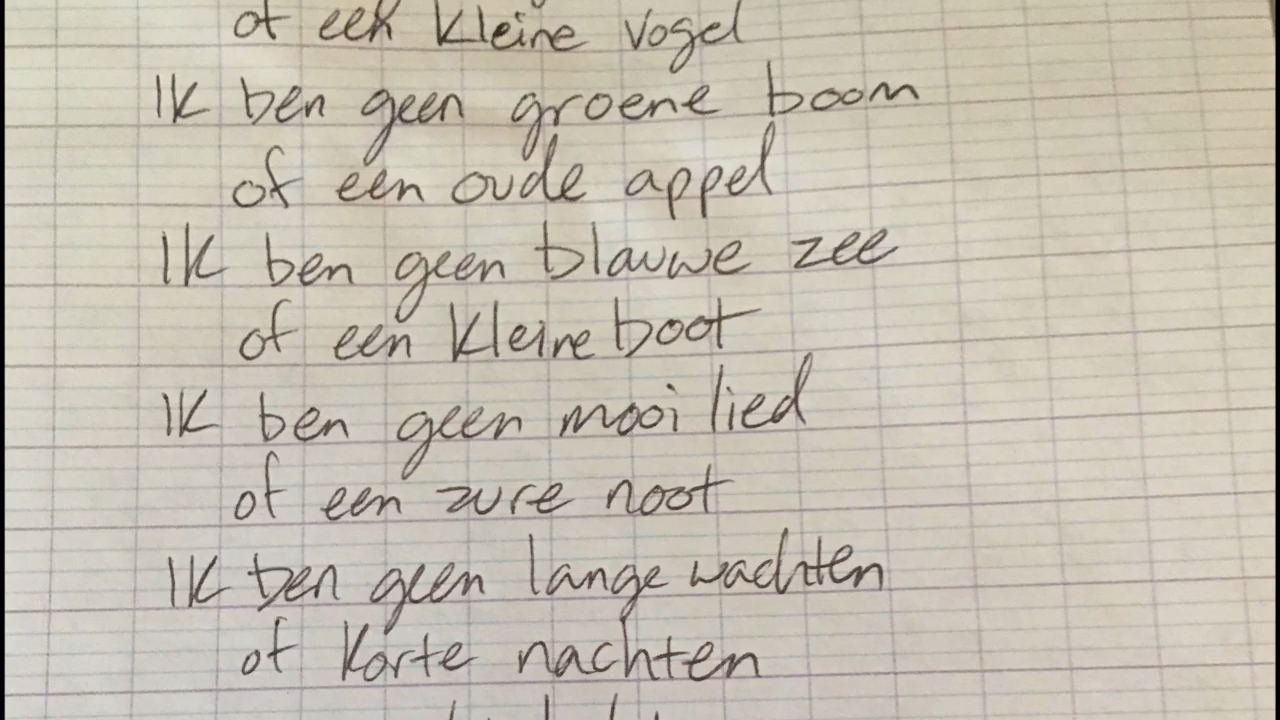 of een kleine vogel
Ik ben geen groene boom
of een oude appel
Ik ben geen blauwe zee
of een kleine boot
Ik ben geen mooi lied
of een zure noot
Ik ben geen lange wachten
of korte nachten